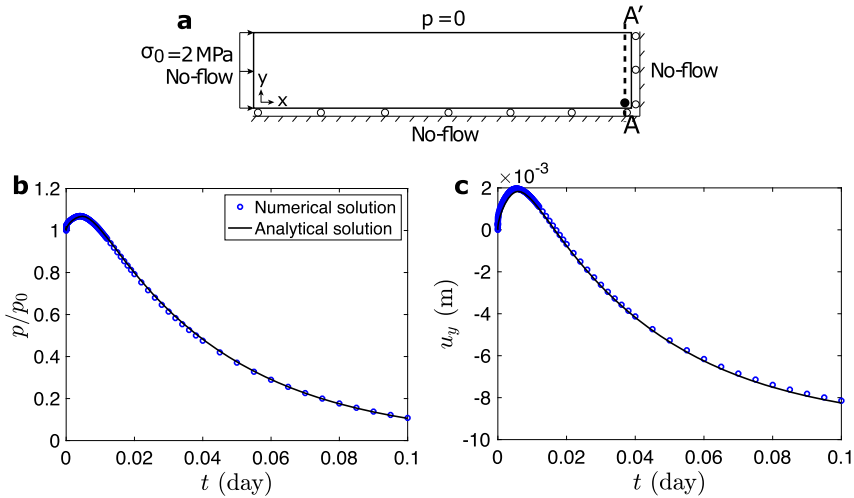 a
p = 0
A′
σ0 = 2 MPa
No-flow
y
x
No-flow
A
No-flow
b
1.2
1
0.8
0.6
0.4
0.2
0
p/p0
Numerical solution
Analytical solution
0 0.02 0.04 0.06 0.08 0.1
t (day)
c
×10-3
2
0
-2
-4
-6
-8
-10
uy (m)
0 0.02 0.04 0.06 0.08 0.1
t (day)